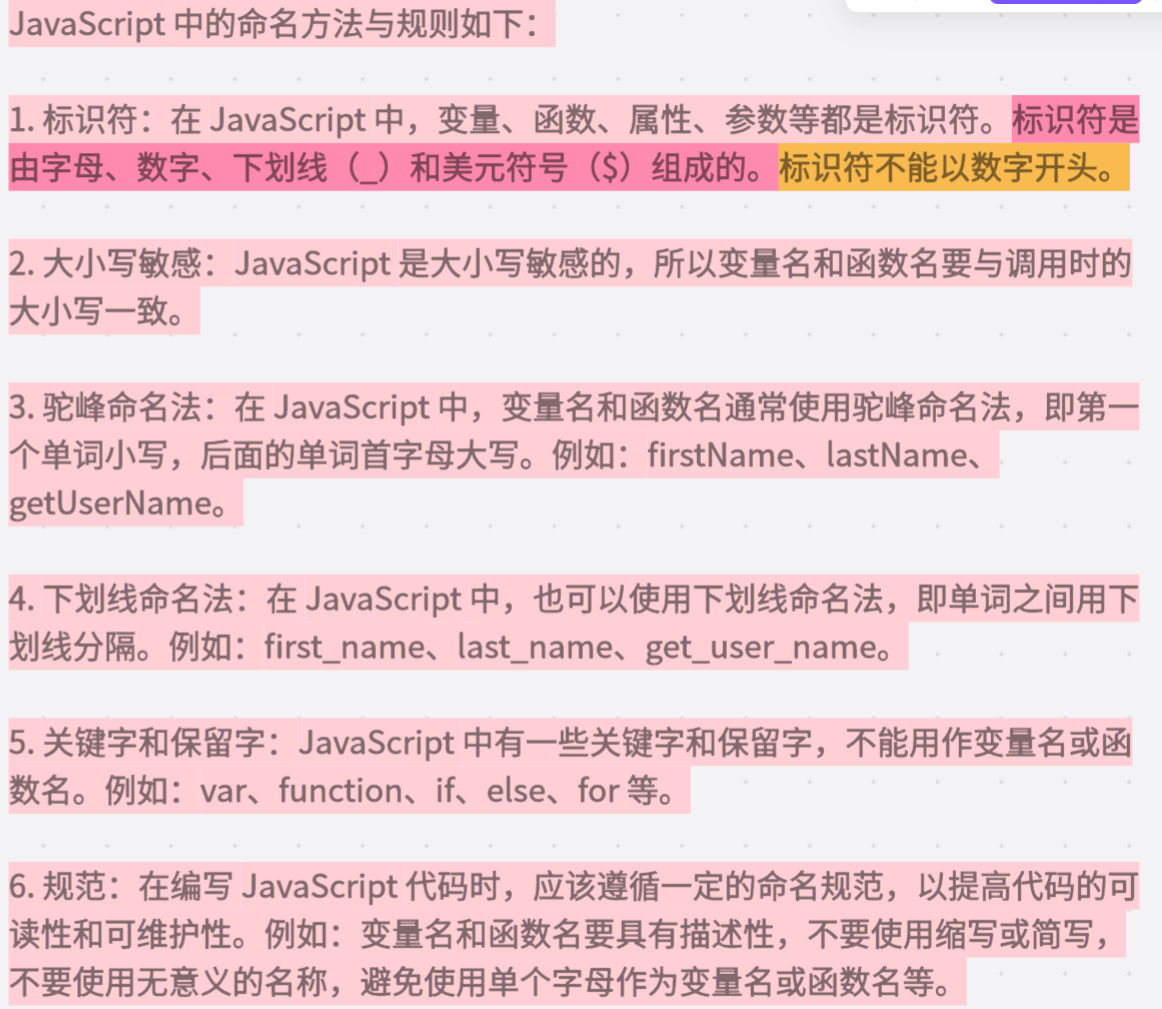 JavaScript 中的命名方法与规则如下：
1. 标识符：在 JavaScript 中，变量、函数、属性、参数等都是标识符。标识符是
由字母、数字、下划线（_）和美元符号（$）组成的。标识符不能以数字开头。
2. 大小写敏感：JavaScript 是大小写敏感的，所以变量名和函数名要与调用时的
大小写一致。
3. 驼峰命名法：在 JavaScript 中，变量名和函数名通常使用驼峰命名法，即第一
个单词小写，后面的单词首字母大写。例如：firstName、lastName、
getUserName。
4. 下划线命名法：在 JavaScript 中，也可以使用下划线命名法，即单词之间用下
划线分隔。例如：first_name、last_name、get_user_name。
5. 关键字和保留字：JavaScript 中有一些关键字和保留字，不能用作变量名或函
数名。例如：var、function、if、else、for 等。
6. 规范：在编写 JavaScript 代码时，应该遵循一定的命名规范，以提高代码的可
读性和可维护性。例如：变量名和函数名要具有描述性，不要使用缩写或简写，
不要使用无意义的名称，避免使用单个字母作为变量名或函数名等。